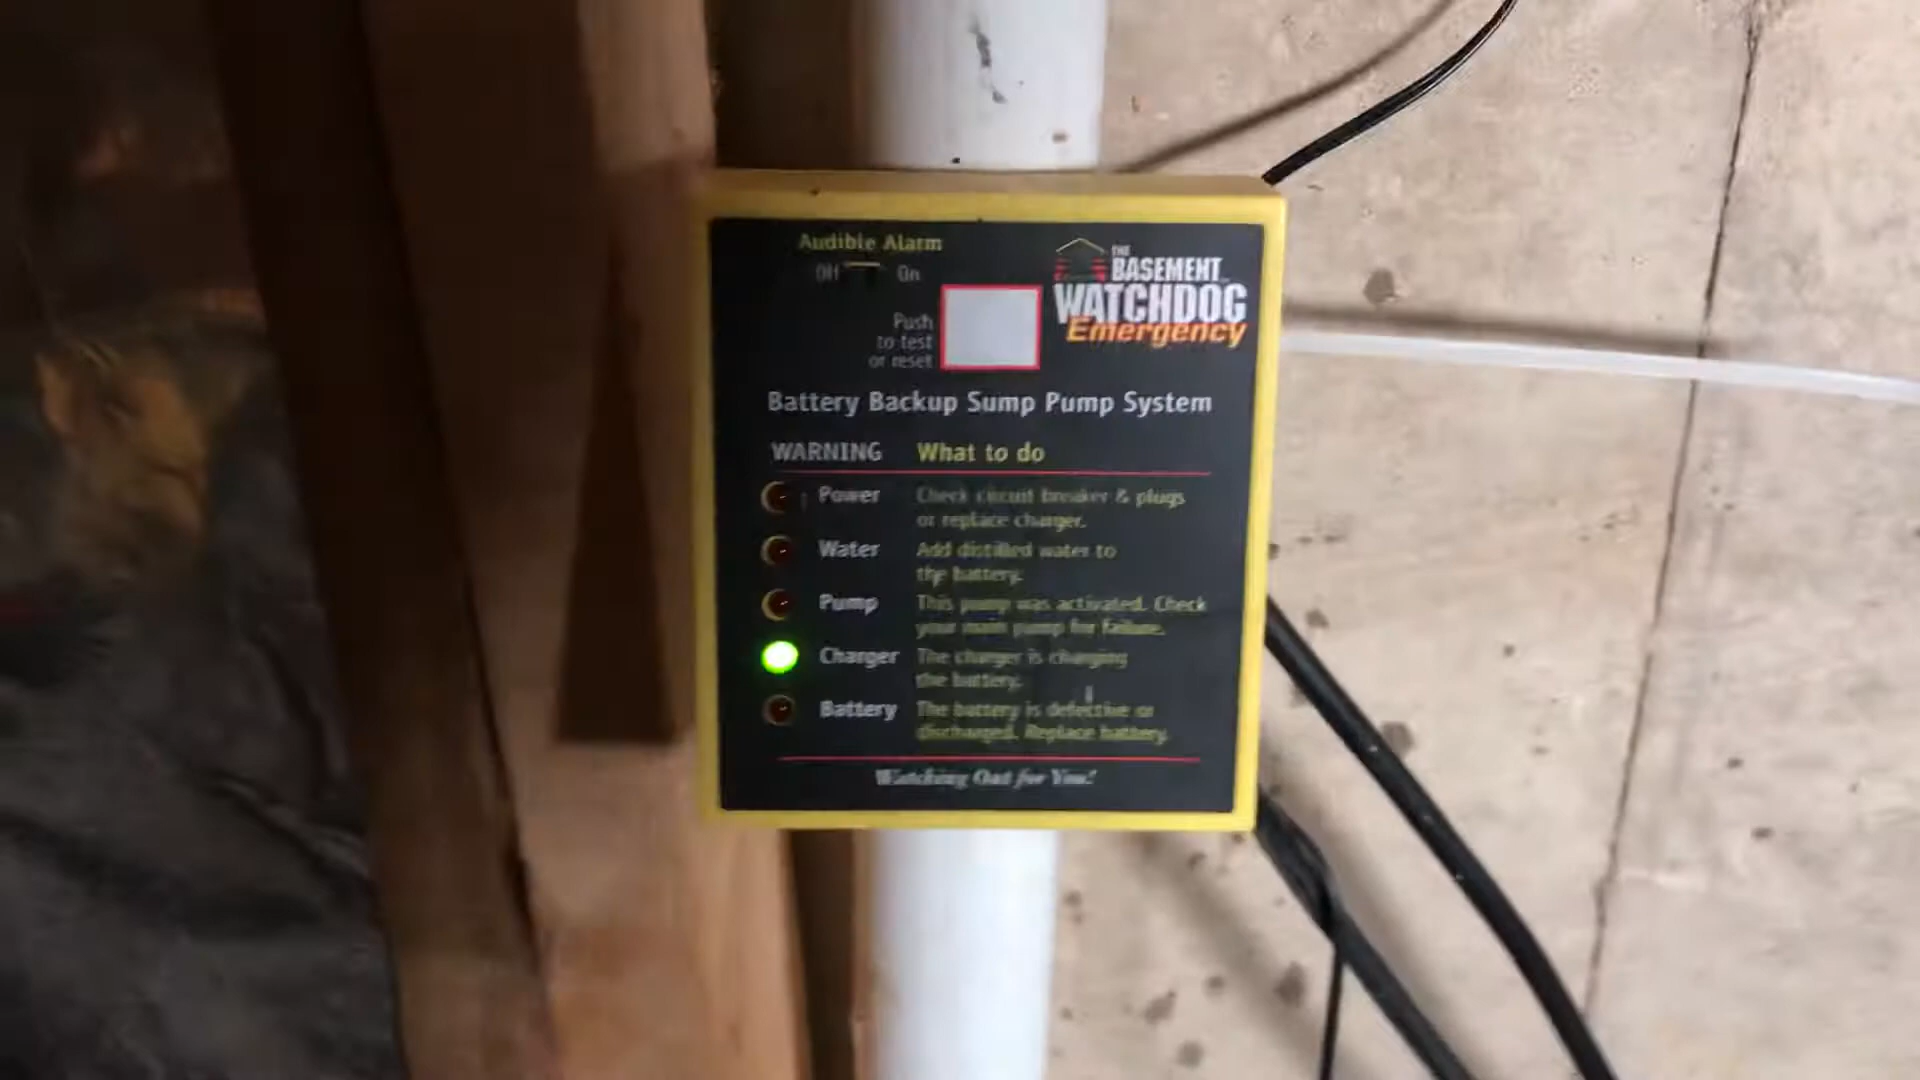 Audible Alarm
Off On
Push
to test
or reset
THE
BASEMENT
WATCHDOG
Emergency
Battery Backup Sump Pump System
WARNING What to do
Power Check circuit breaker & plugs
or replace charger.
Water Add distilled water to
the battery.
Pump This pump was activated. Check
your main pump for failure.
Charger The charger is charging
the battery.
Battery The battery is defective or
discharged. Replace battery.
Watching Out for You!